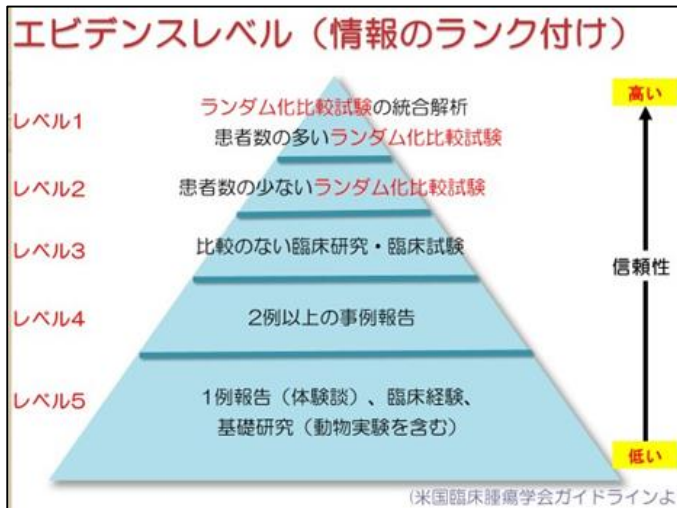 エビデンスレベル（情報のランク付け）
高い
レベル1
ランダム化比較試験の統合解析
患者数の多いランダム化比較試験
レベル2
患者数の少ないランダム化比較試験
レベル3
比較のない臨床研究・臨床試験
信頼性
レベル4
2例以上の事例報告
レベル5
1例報告（体験談）、臨床経験、
基礎研究（動物実験を含む）
低い
（米国臨床腫瘍学会ガイドラインよ